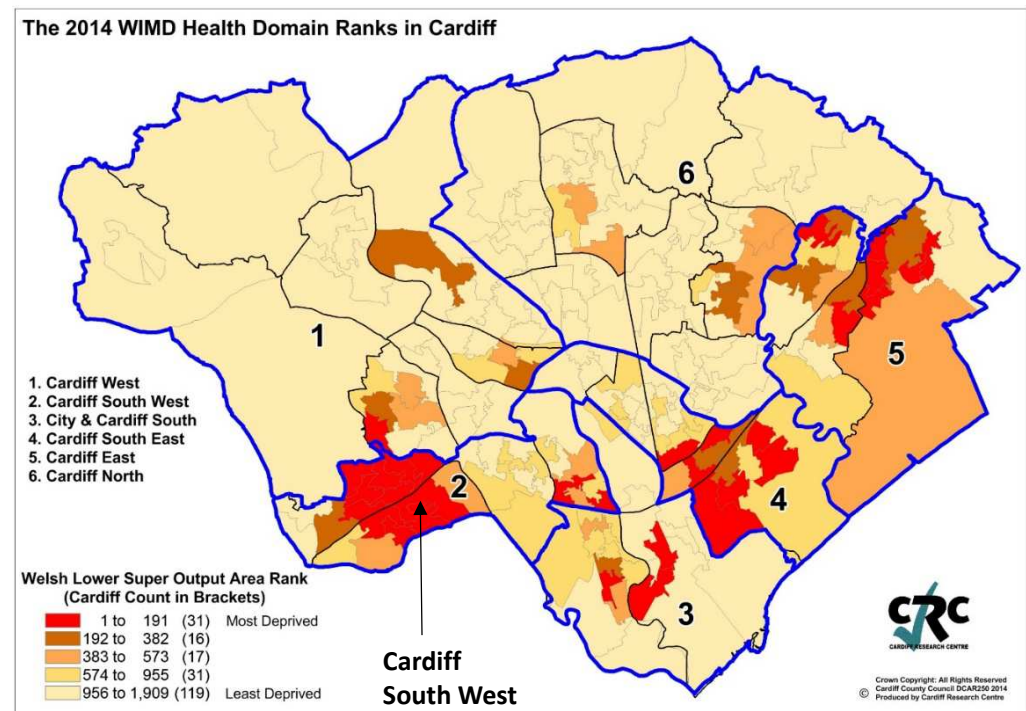 The 2014 WIMD Health Domain Ranks in Cardiff
6
1
5
1. Cardiff West
2. Cardiff South West
3. City & Cardiff South
4. Cardiff South East
5. Cardiff East
6. Cardiff North
2
4
3
Welsh Lower Super Output Area Rank
(Cardiff Count in Brackets)
1 to 191 (31) Most Deprived
192 to 382 (16)
383 to 573 (17)
574 to 955 (31)
956 to 1,909 (119) Least Deprived
Cardiff
South West
CRC
CARDIFF RESEARCH CENTRE
Crown Copyright: All Rights Reserved
© Cardiff County Council DCAR250 2014
Produced by Cardiff Research Centre